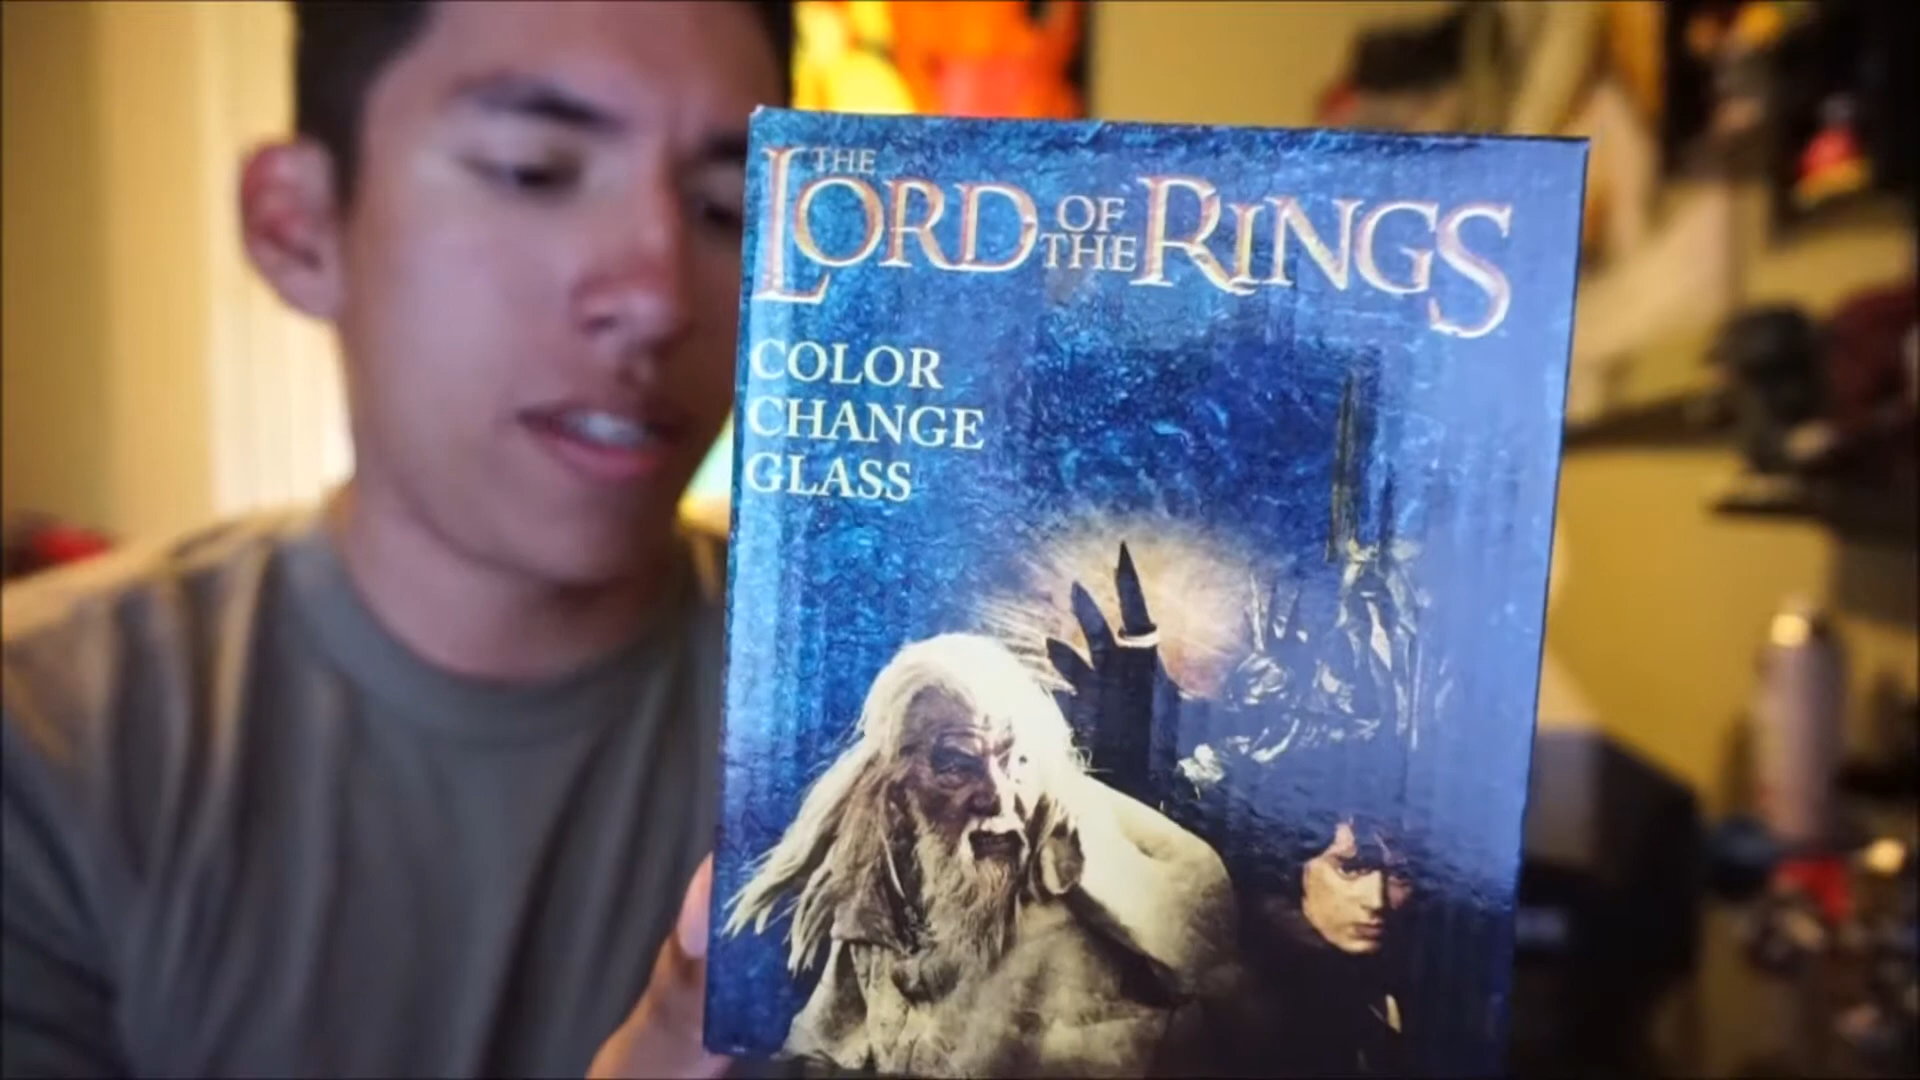 THE
LORD OF THE RINGS
COLOR
CHANGE
GLASS